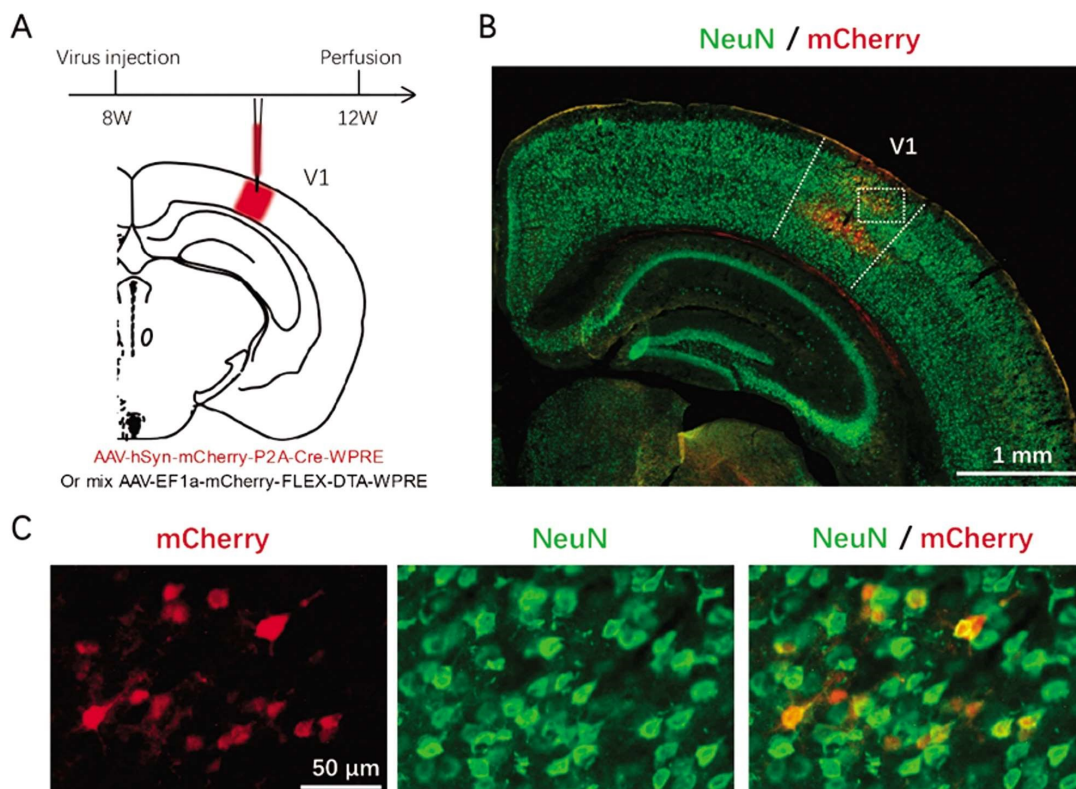 A
Virus injection
Perfusion
8W
12W
V1
AAV-hSyn-mCherry-P2A-Cre-WPRE
Or mix AAV-EF1a-mCherry-FLEX-DTA-WPRE
B
NeuN / mCherry
V1
1 mm
C
mCherry
NeuN
NeuN / mCherry
50 μm